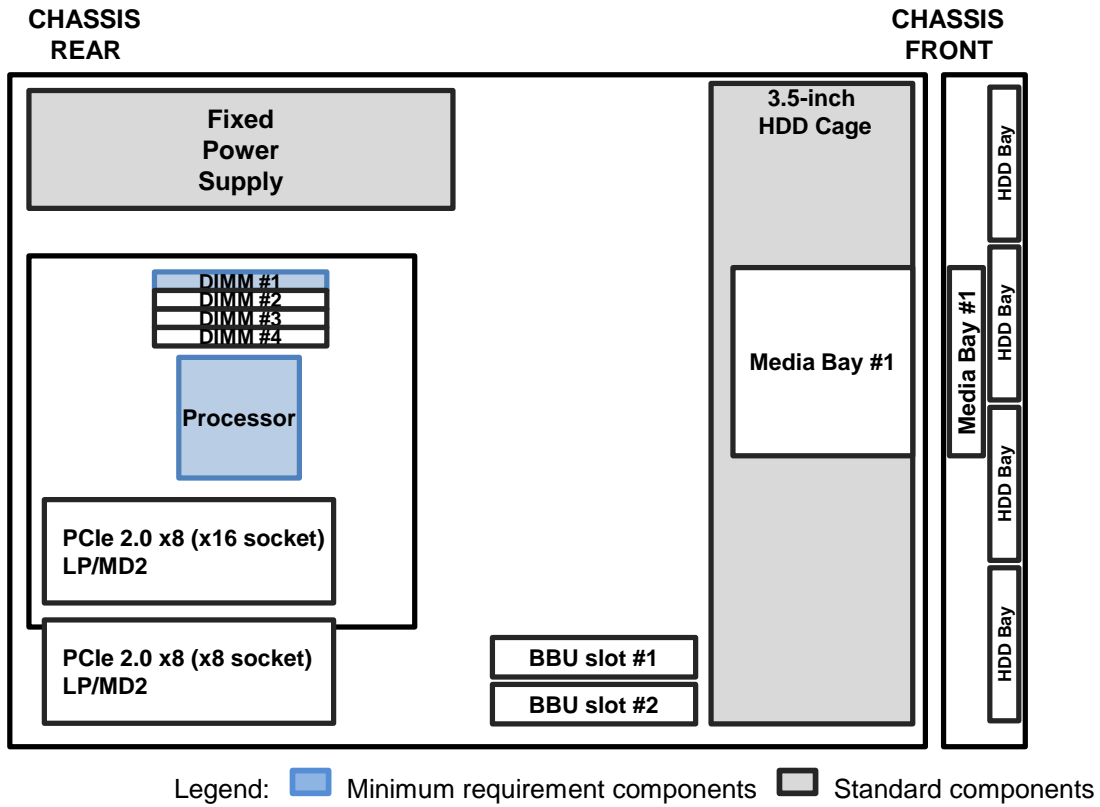 CHASSIS
REAR
CHASSIS
FRONT
Fixed
Power
Supply
3.5-inch
HDD Cage
HDD Bay
DIMM #1
DIMM #2
DIMM #3
DIMM #4
Processor
Media Bay #1
Media Bay #1
HDD Bay
HDD Bay
PCIe 2.0 x8 (x16 socket)
LP/MD2
PCIe 2.0 x8 (x8 socket)
LP/MD2
BBU slot #1
BBU slot #2
HDD Bay
Legend: Minimum requirement components Standard components